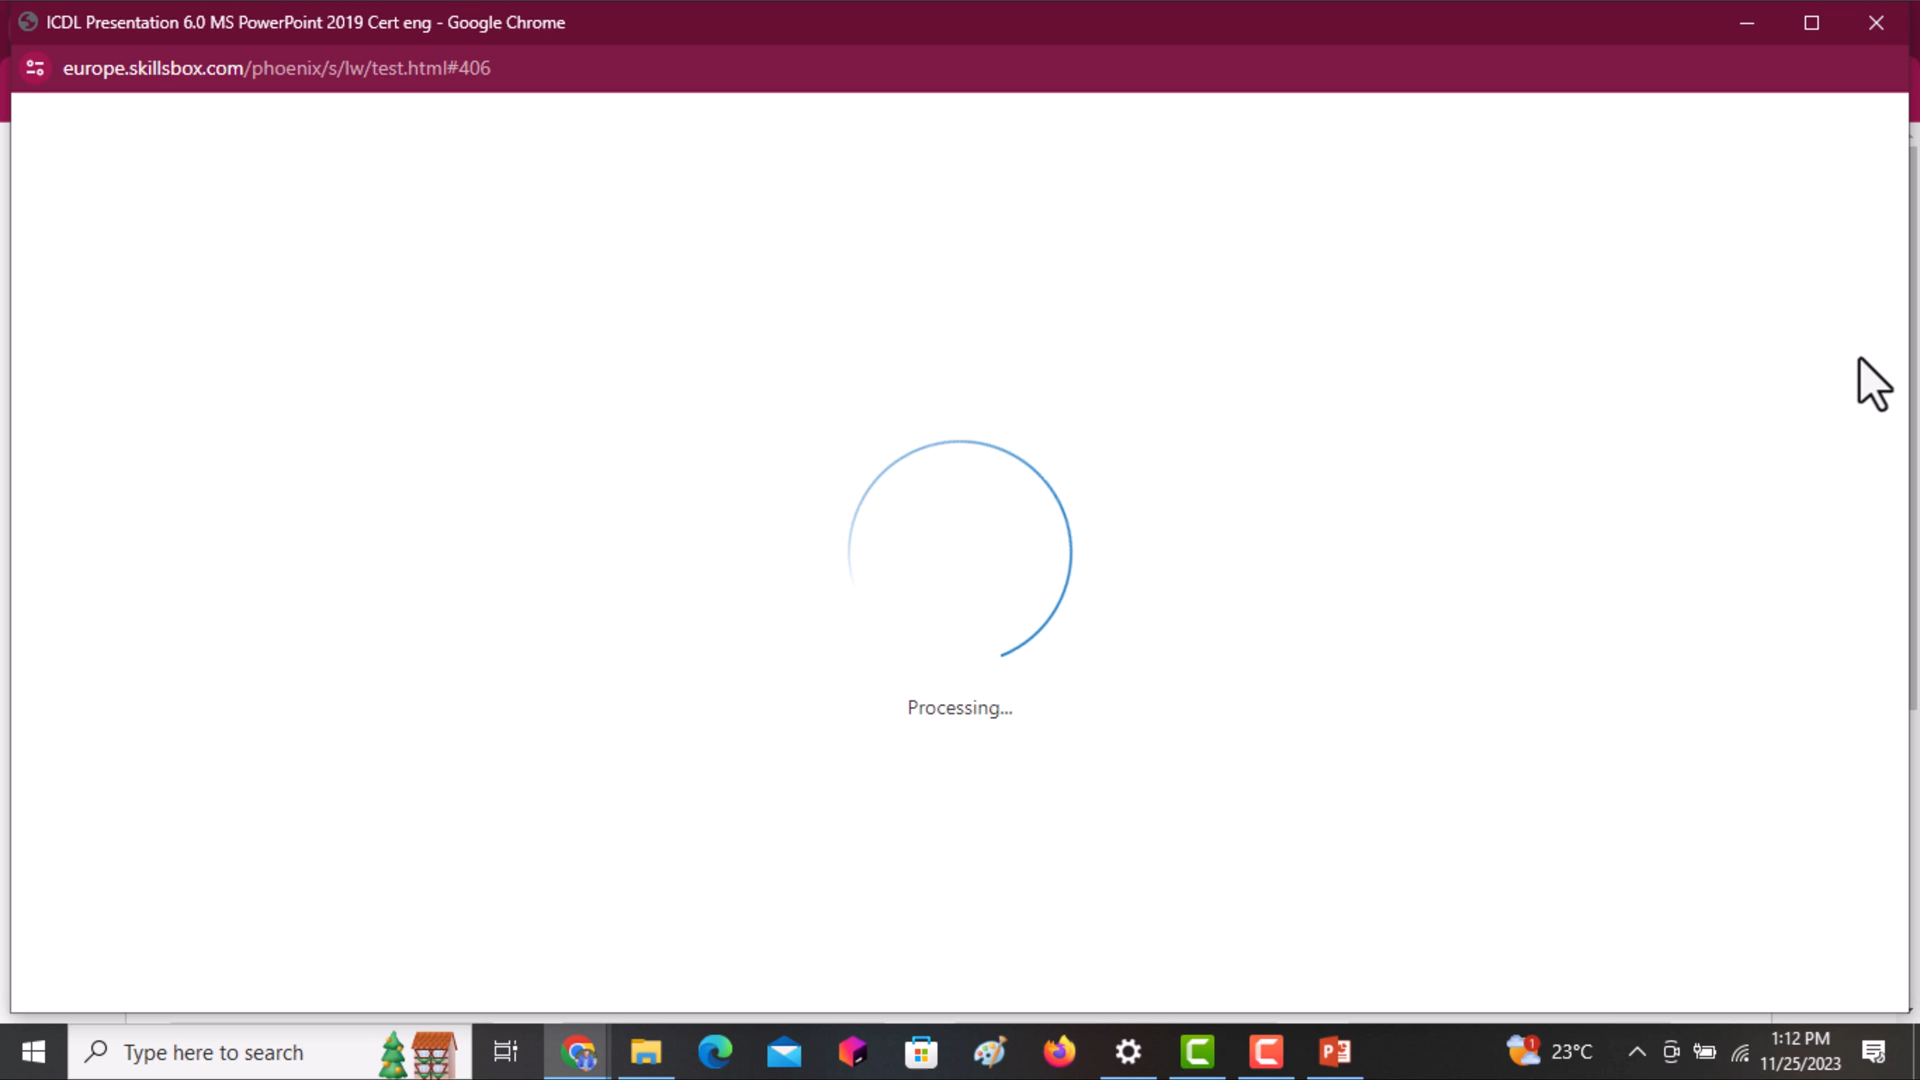 ICDL Presentation 6.0 MS PowerPoint 2019 Cert eng - Google Chrome
europe.skillsbox.com/phoenix/s/lw/test.html#406
Processing...
Type here to search
1
23°C
1:12 PM
11/25/2023